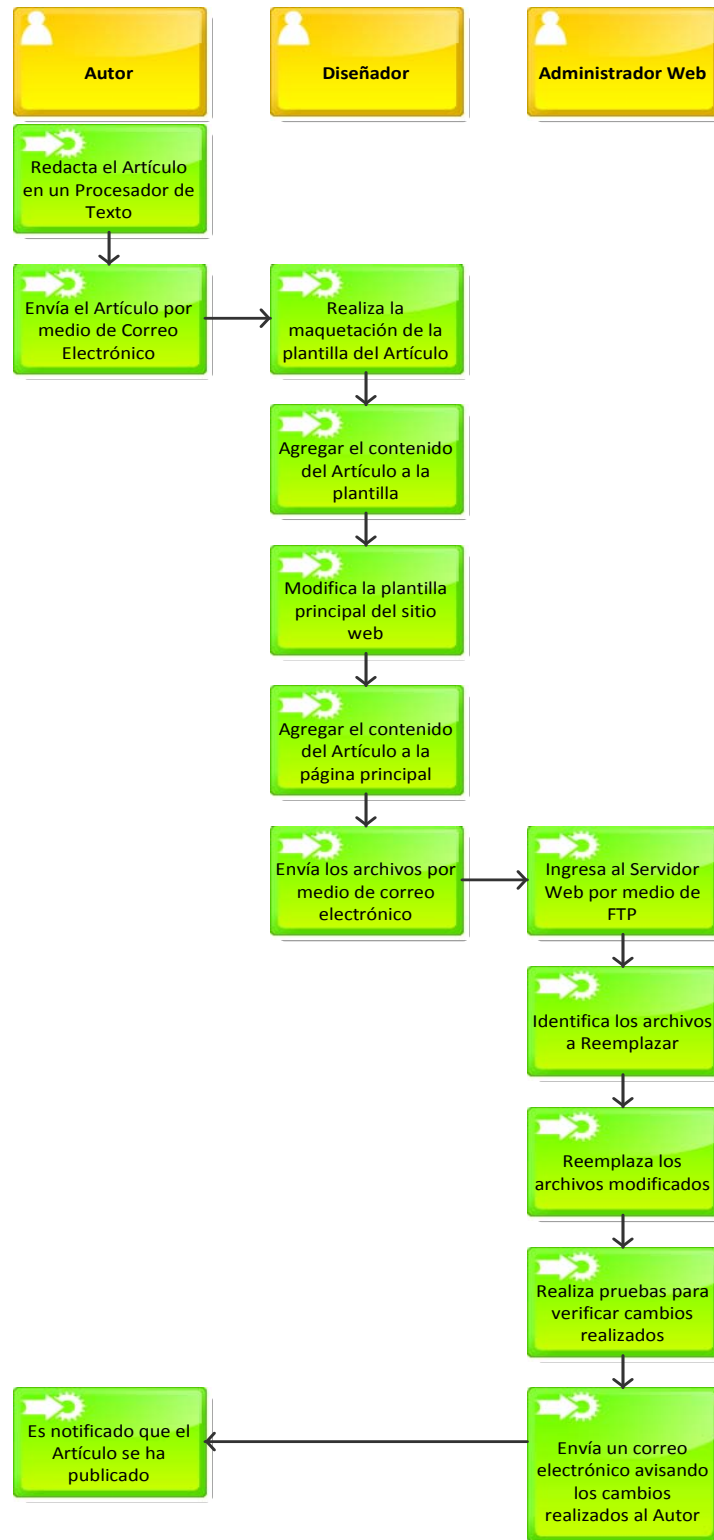 Autor
Diseñador
Administrador Web
Redacta el Artículo
en un Procesador de
Texto
Envía el Artículo por
medio de Correo
Electrónico
Realiza la
maquetación de la
plantilla del Artículo
Agregar el contenido
del Artículo a la
plantilla
Modifica la plantilla
principal del sitio
web
Agregar el contenido
del Artículo a la
página principal
Envía los archivos por
medio de correo
electrónico
Ingresa al Servidor
Web por medio de
FTP
Identifica los archivos
a Reemplazar
Reemplaza los
archivos modificados
Realiza pruebas para
verificar cambios
realizados
Envía un correo
electrónico avisando
los cambios
realizados al Autor
Es notificado que el
Artículo se ha
publicado